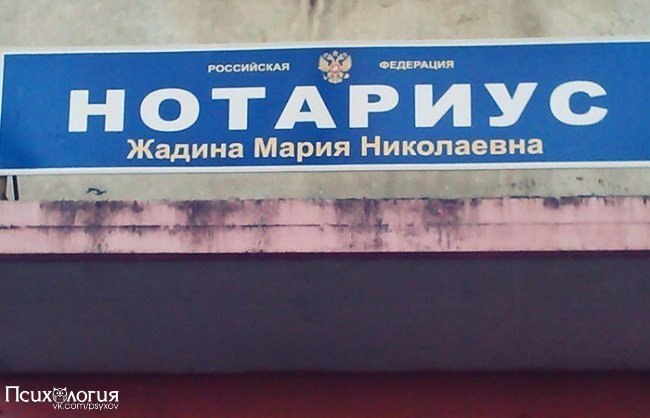 РОССИЙСКАЯ ФЕДЕРАЦИЯ
НОТАРИУС
Жадина Мария Николаевна
Психология
vk.com/psyxov